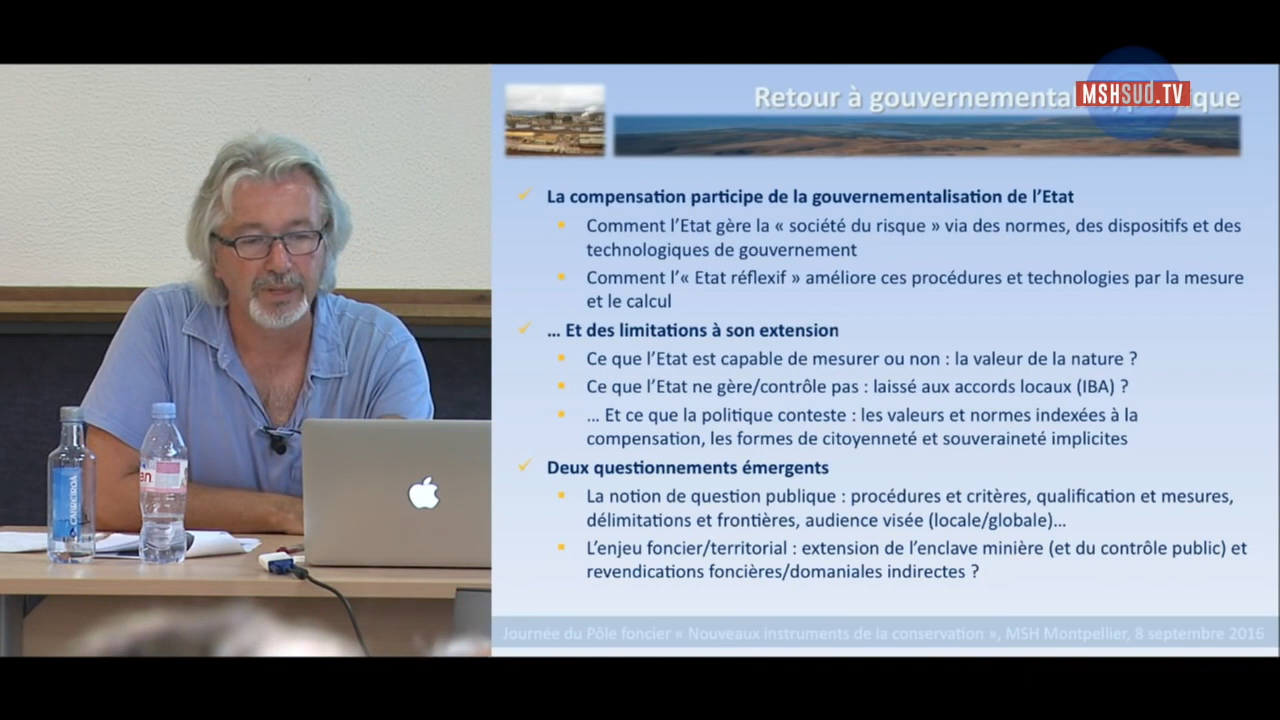 MSHSUD.TV
Retour à
La compensation participe de la gouvernementalisation de l'Etat
Comment l'Etat gère la « société du risque » via des normes, des dispositifs et des
technologiques de gouvernement
Comment l'« Etat réflexif » améliore ces procédures et technologies par la mesure
et le calcul
... Et des limitations à son extension
Ce que l'Etat est capable de mesurer ou non : la valeur de la nature ?
Ce que l'Etat ne gère/contrôle pas : laissé aux accords locaux (IBA) ?
... Et ce que la politique conteste : les valeurs et normes indexées à la
compensation, les formes de citoyenneté et souveraineté implicites
Deux questionnements émergents
La notion de question publique : procédures et critères, qualification et mesures,
délimitations et frontières, audience visée (locale/globale)...
L'enjeu foncier/territorial : extension de l'enclave minière (et du contrôle public) et
revendications foncières/domaniales indirectes ?
Journée du Pôle foncier « Nouveaux instruments de la conservation », MSH Montpellier, 8 septembre 2016
CABREIROÁ